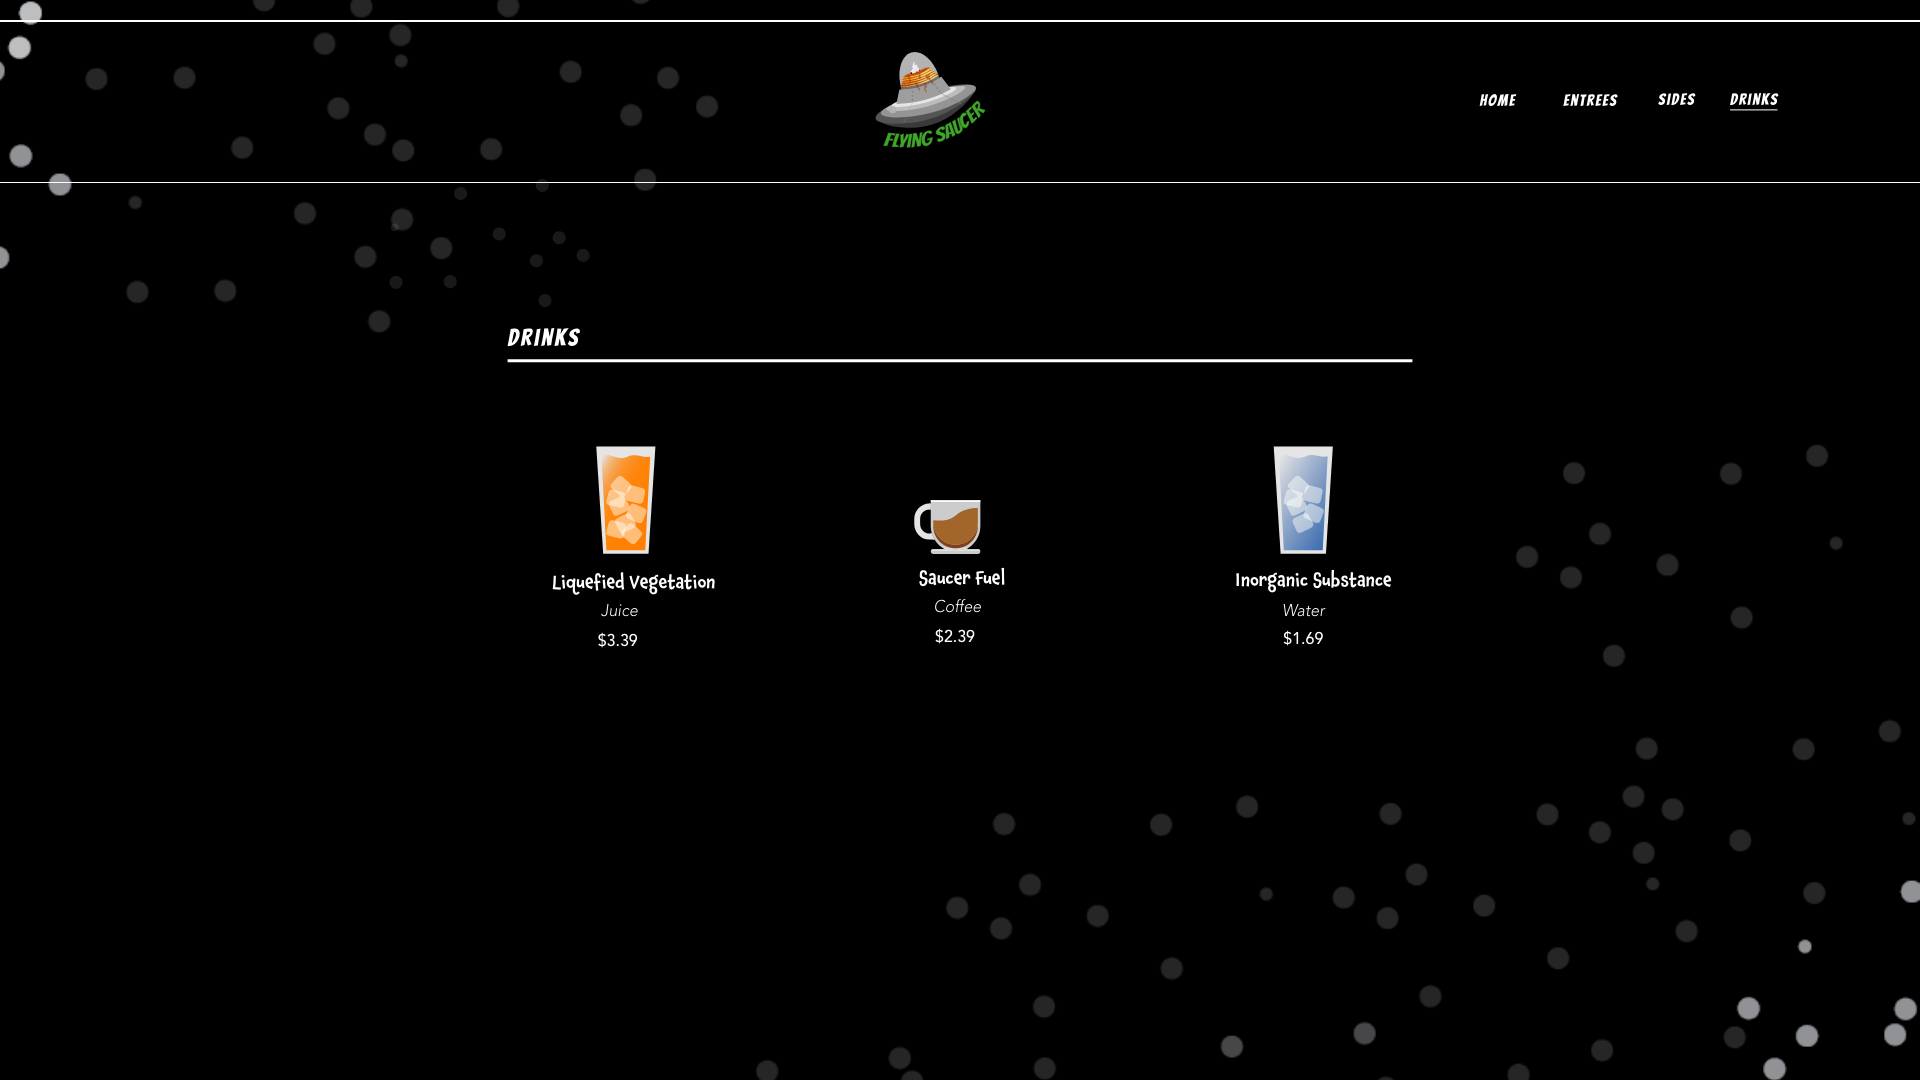 FLYING SAUCER
HOME ENTREES SIDES DRINKS
DRINKS
Liquefied Vegetation
Juice
$3.39
Saucer Fuel
Coffee
$2.39
Inorganic Substance
Water
$1.69